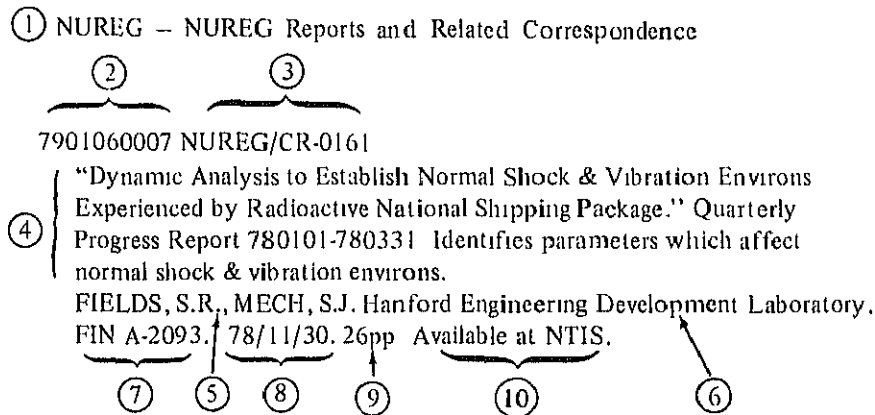 ① NUREG – NUREG Reports and Related Correspondence
② ③
7901060007 NUREG/CR-0161
④
“Dynamic Analysis to Establish Normal Shock & Vibration Environs
Experienced by Radioactive National Shipping Package.” Quarterly
Progress Report 780101-780331 Identifies parameters which affect
normal shock & vibration environs.
FIELDS, S.R., MECH, S.J. Hanford Engineering Development Laboratory.
FIN A-2093. 78/11/30. 26pp Available at NTIS.
⑦ ⑤ ⑧ ⑨ ⑩ ⑥